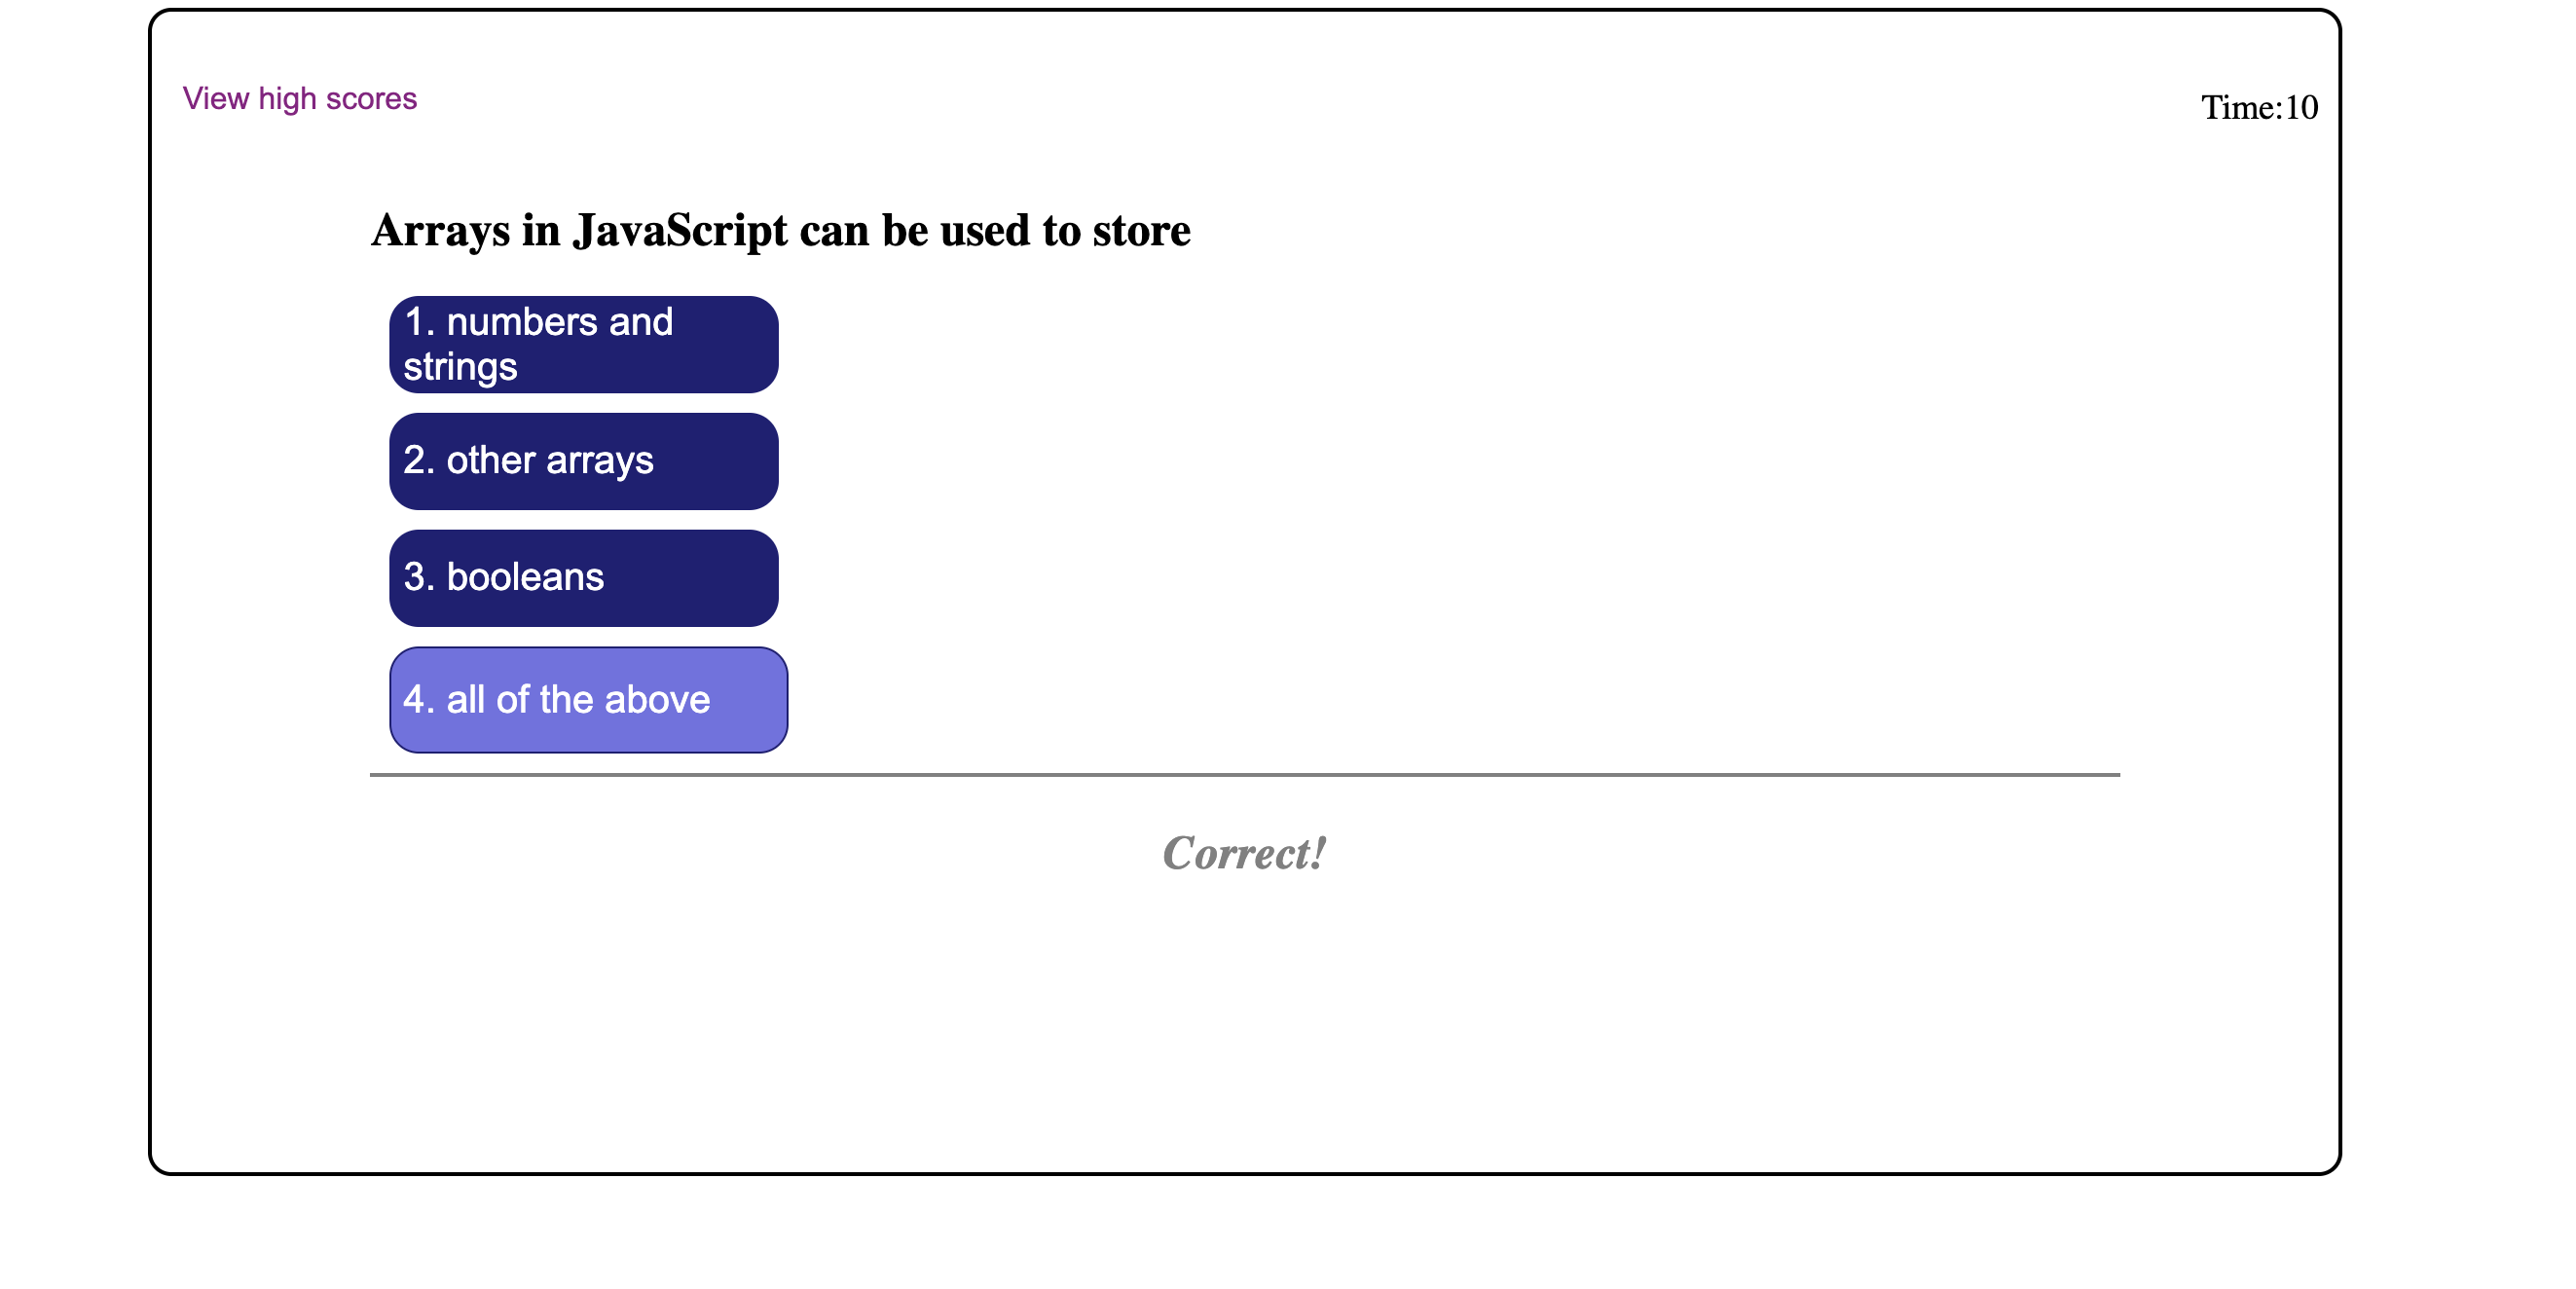 View high scores
Time:10
Arrays in JavaScript can be used to store
1. numbers and
strings
2. other arrays
3. booleans
4. all of the above
Correct!